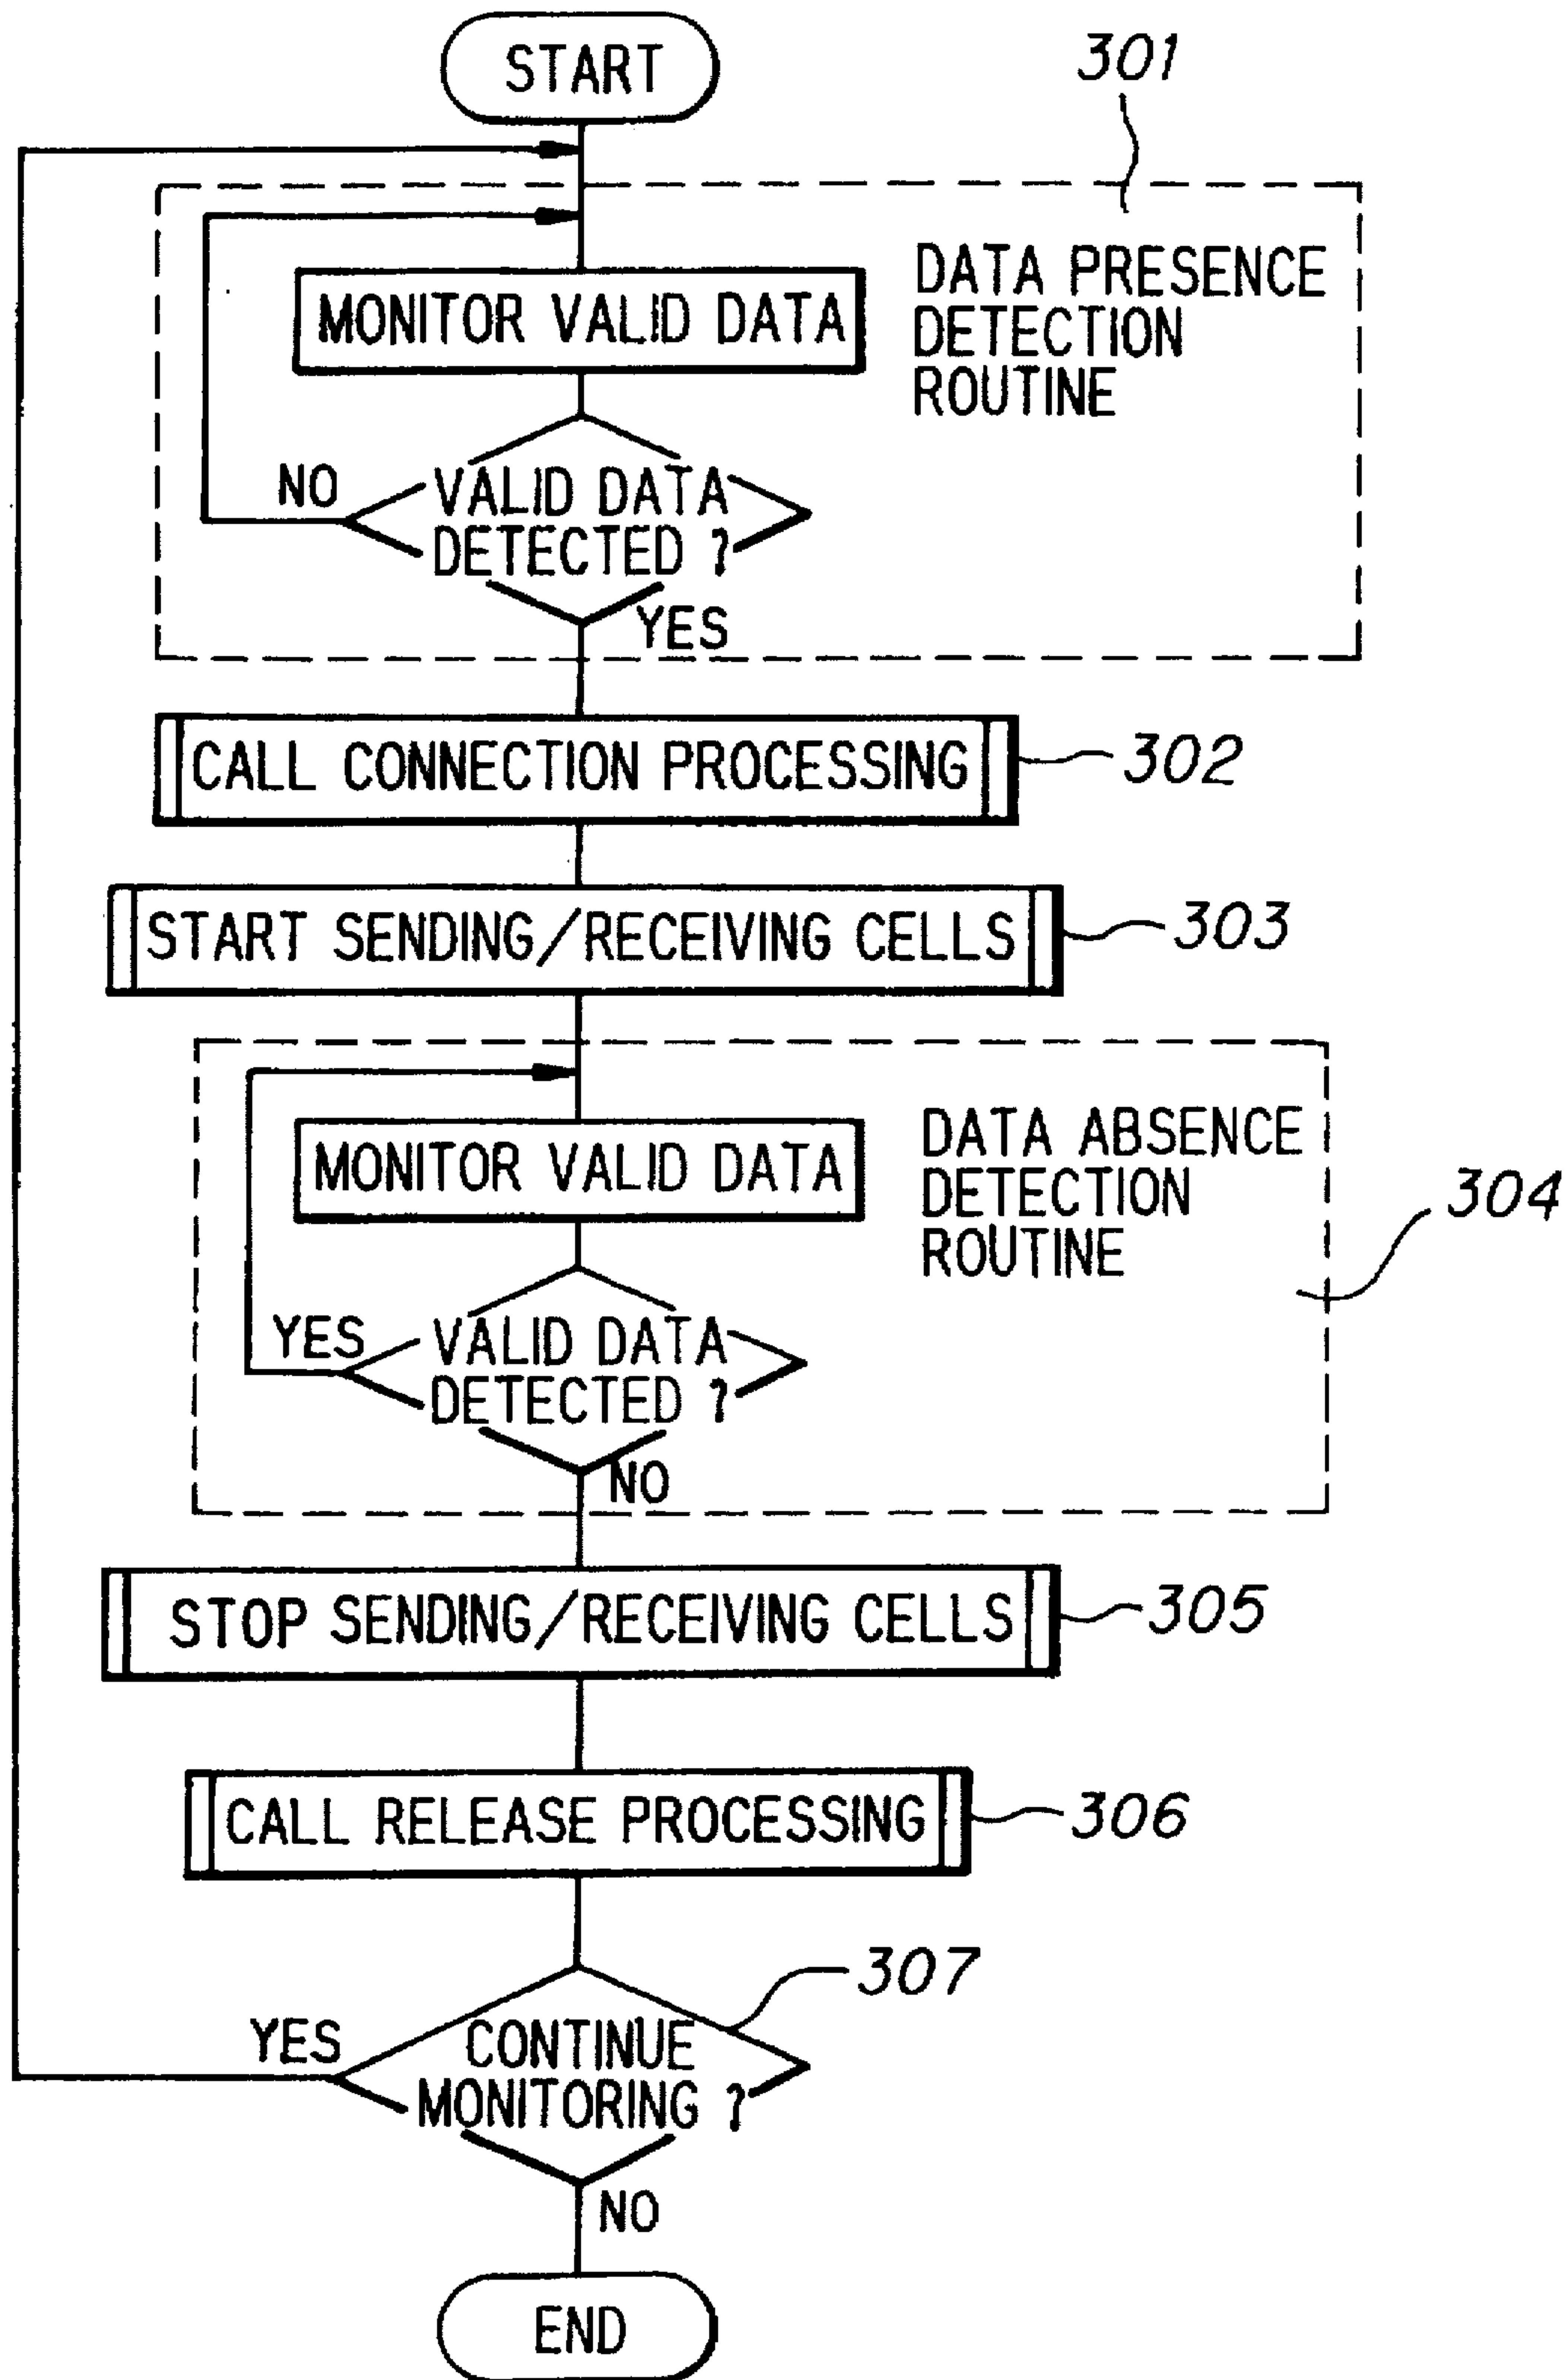 START
301
DATA PRESENCE
DETECTION
ROUTINE
MONITOR VALID DATA
NO
VALID DATA
DETECTED ?
YES
CALL CONNECTION PROCESSING
302
START SENDING/RECEIVING CELLS
303
DATA ABSENCE
DETECTION
ROUTINE
304
MONITOR VALID DATA
YES
VALID DATA
DETECTED ?
NO
STOP SENDING/RECEIVING CELLS
305
CALL RELEASE PROCESSING
306
307
YES
CONTINUE
MONITORING ?
NO
END